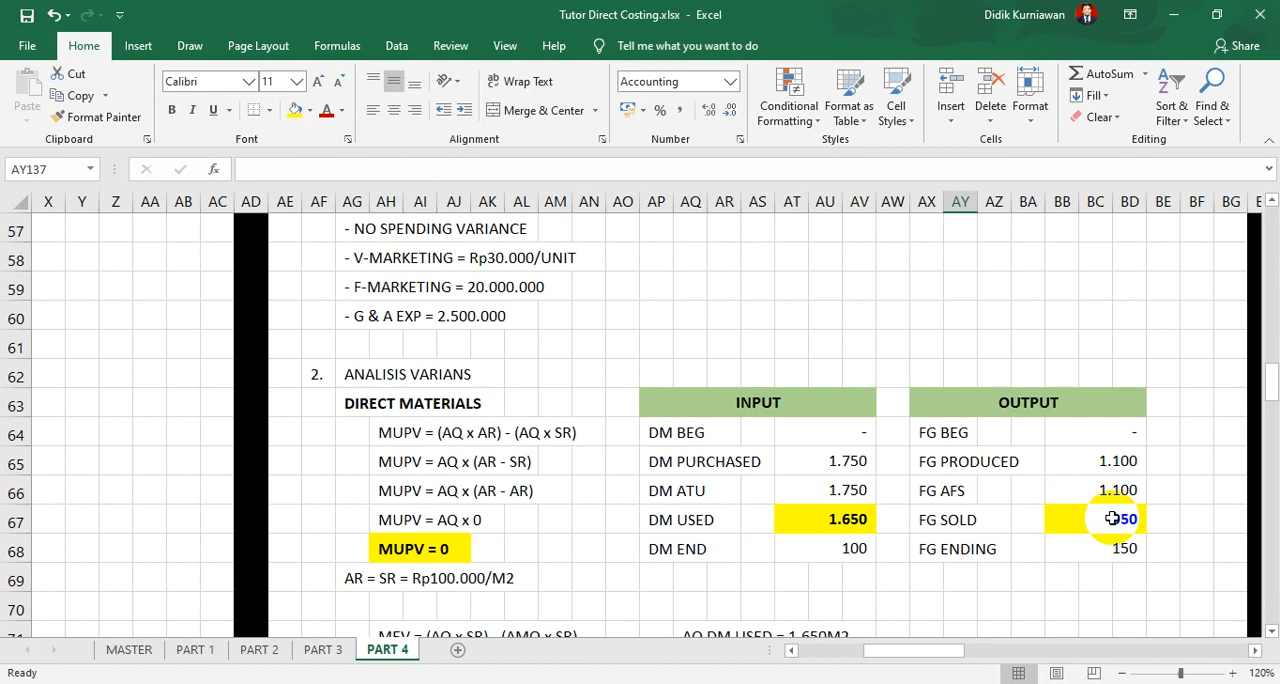 Tutor Direct Costing.xlsx - Excel
Didik Kurniawan
File Home Insert Draw Page Layout Formulas Data Review View Help Tell me what you want to do Share
Paste
Cut
Copy
Format Painter
Clipboard
Calibri 11
B I U
Font
Wrap Text
Merge & Center
Alignment
Accounting
Number
Conditional Formatting
Format as Table
Cell Styles
Styles
Insert Delete Format
Cells
AutoSum
Fill
Clear
Sort & Filter
Find & Select
Editing
AY137
X Y Z AA AB AC AD AE AF AG AH AI AJ AK AL AM AN AO AP AQ AR AS AT AU AV AW AX AY AZ BA BB BC BD BE BF BG
57 - NO SPENDING VARIANCE
58 - V-MARKETING = Rp30.000/UNIT
59 - F-MARKETING = 20.000.000
60 - G & A EXP = 2.500.000
61
62 2. ANALISIS VARIANS
63 DIRECT MATERIALS INPUT OUTPUT
64 MUPV = (AQ x AR) - (AQ x SR) DM BEG - FG BEG -
65 MUPV = AQ x (AR - SR) DM PURCHASED 1.750 FG PRODUCED 1.100
66 MUPV = AQ x (AR - AR) DM ATU 1.750 FG AFS 1.100
67 MUPV = AQ x 0 DM USED 1.650 FG SOLD
68 MUPV = 0 DM END 100 FG ENDING 150
69 AR = SR = Rp100.000/M2
70
MASTER PART 1 PART 2 PART 3 PART 4
Ready 120%